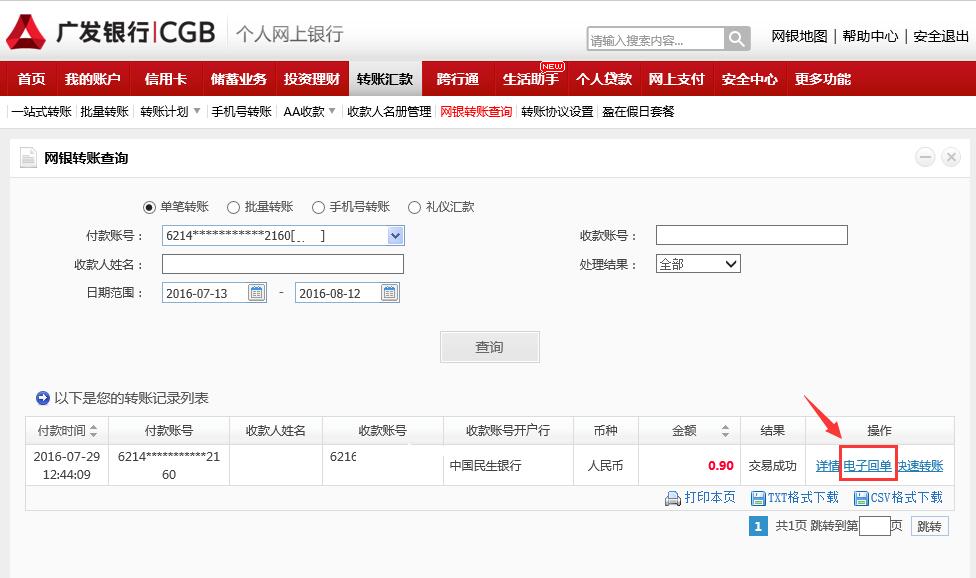 广发银行|CGB 个人网上银行
请输入搜索内容... 网银地图 | 帮助中心 | 安全退出
首页 我的账户 信用卡 储蓄业务 投资理财 转账汇款 跨行通 生活助手 NEW 个人贷款 网上支付 安全中心 更多功能
一站式转账 批量转账 转账计划 手机号转账 AA收款 收款人名册管理 网银转账查询 转账协议设置 盈在假日套餐
网银转账查询
单笔转账 批量转账 手机号转账 礼仪汇款
付款账号： 6214***********2160[ ] 收款账号：
收款人姓名： 处理结果： 全部
日期范围： 2016-07-13 - 2016-08-12
查询
以下是您的转账记录列表
付款时间 付款账号 收款人姓名 收款账号 收款账号开户行 币种 金额 结果 操作
2016-07-29 12:44:09 6214***********2160 6216 中国民生银行 人民币 0.90 交易成功 详情 电子回单 快速转账
打印本页 TXT格式下载 CSV格式下载
1 共1页 跳转到第 页 跳转